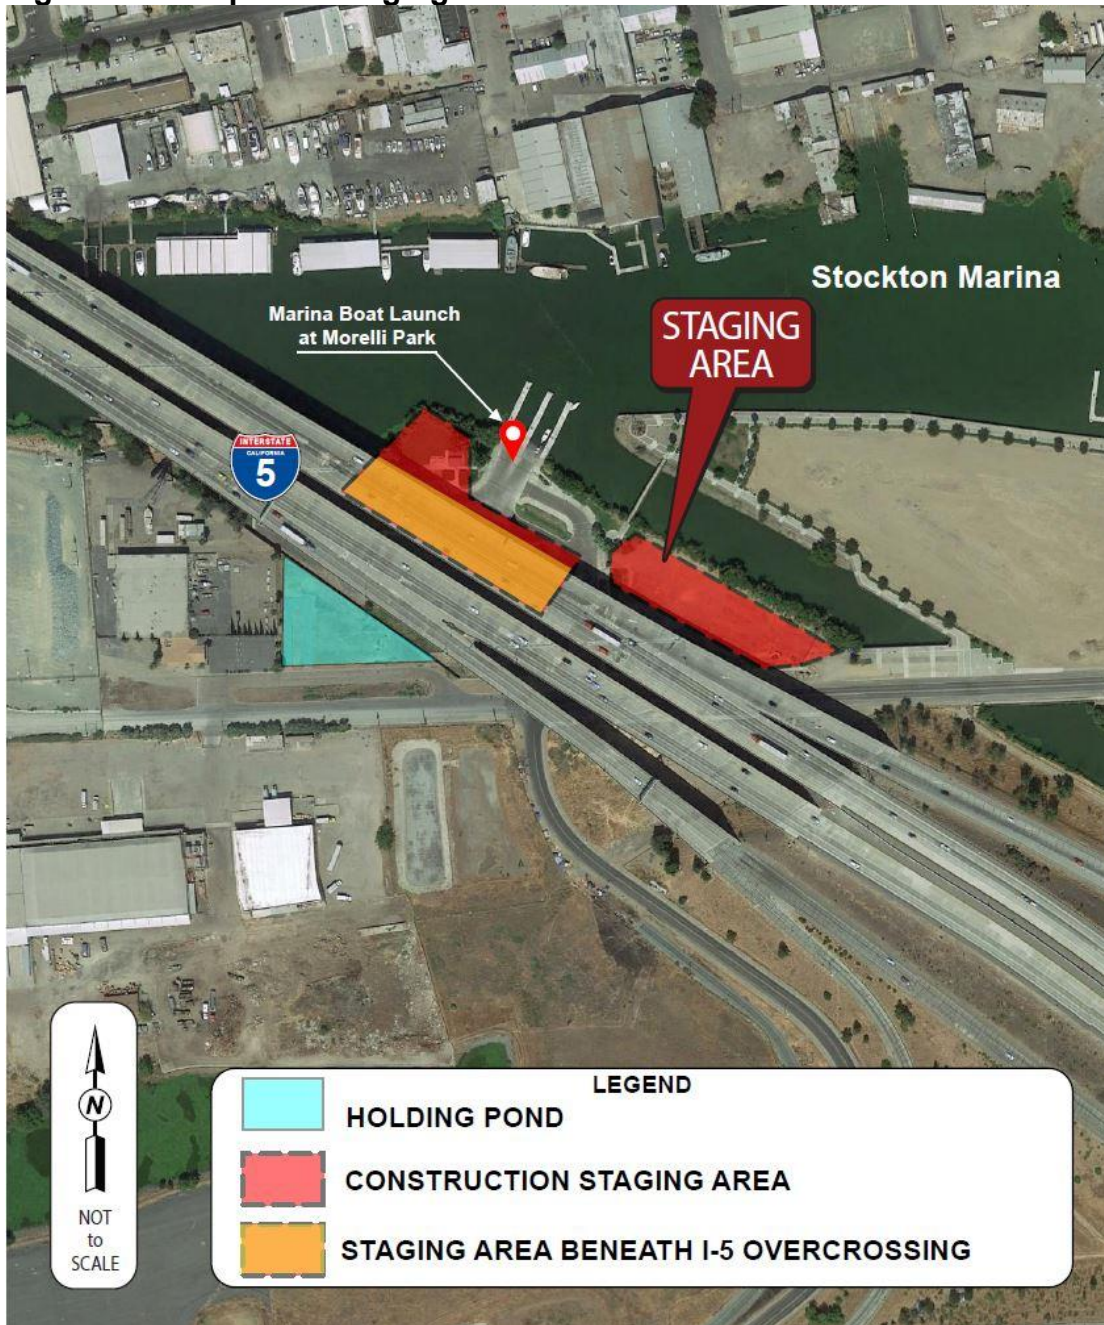 Stockton Marina
Marina Boat Launch
at Morelli Park
STAGING
AREA
INTERSTATE
CALIFORNIA
5
N
NOT
to
SCALE
LEGEND
HOLDING POND
CONSTRUCTION STAGING AREA
STAGING AREA BENEATH I-5 OVERCROSSING